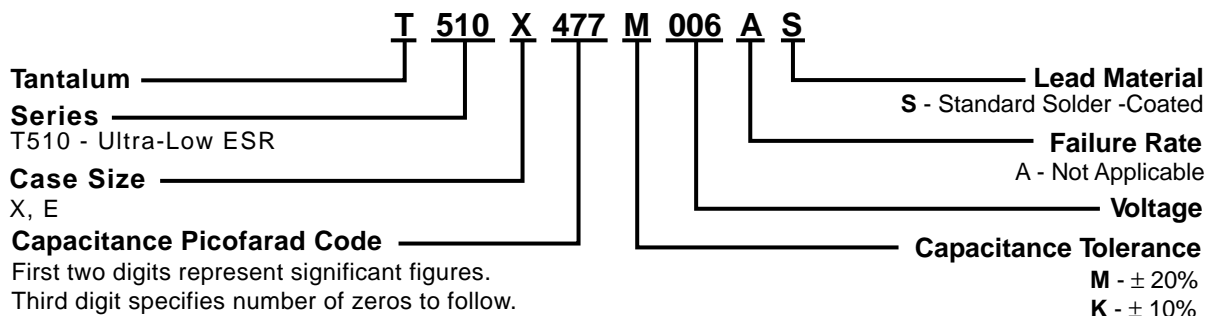 T 510 X 477 M 006 A S
Tantalum
Series
T510 - Ultra-Low ESR
Case Size
X, E
Capacitance Picofarad Code
First two digits represent significant figures.
Third digit specifies number of zeros to follow.
Lead Material
S - Standard Solder -Coated
Failure Rate
A - Not Applicable
Voltage
Capacitance Tolerance
M - ± 20%
K - ± 10%